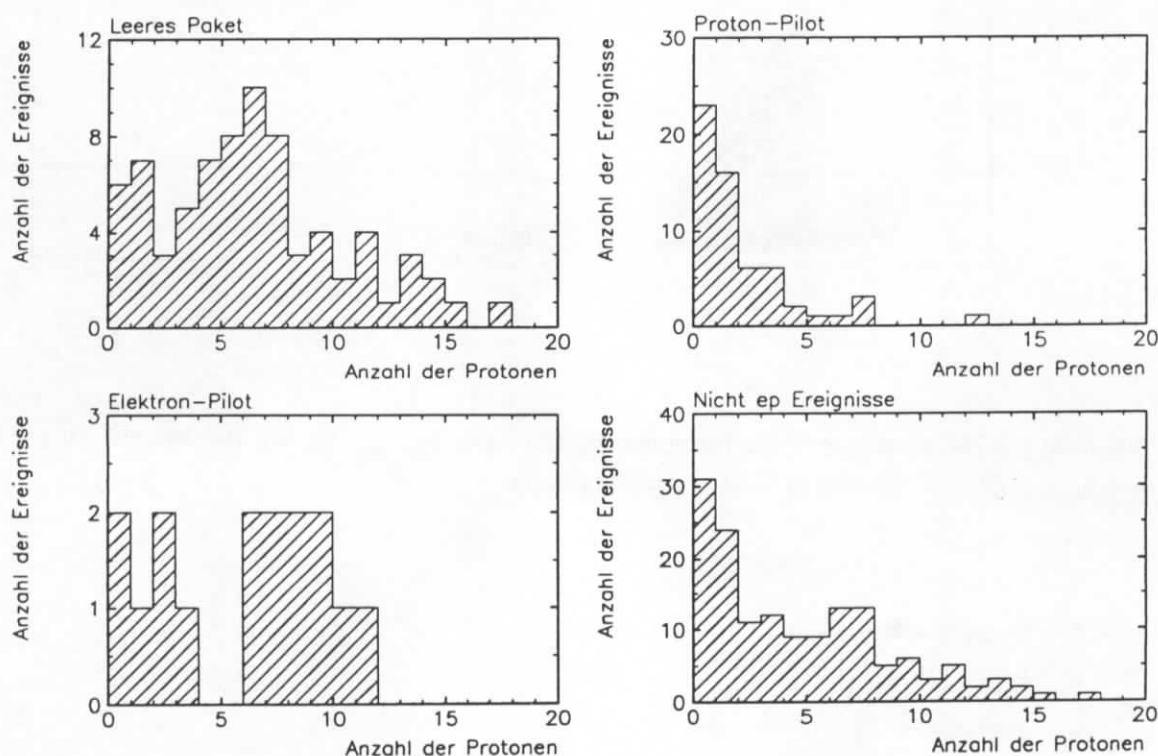 Leeres Paket
Anzahl der Ereignisse
12
8
4
0
0 5 10 15 20
Anzahl der Protonen
Proton-Pilot
Anzahl der Ereignisse
30
20
10
0
0 5 10 15 20
Anzahl der Protonen
Elektron-Pilot
Anzahl der Ereignisse
3
2
1
0
0 5 10 15 20
Anzahl der Protonen
Nicht ep Ereignisse
Anzahl der Ereignisse
40
30
20
10
0
0 5 10 15 20
Anzahl der Protonen